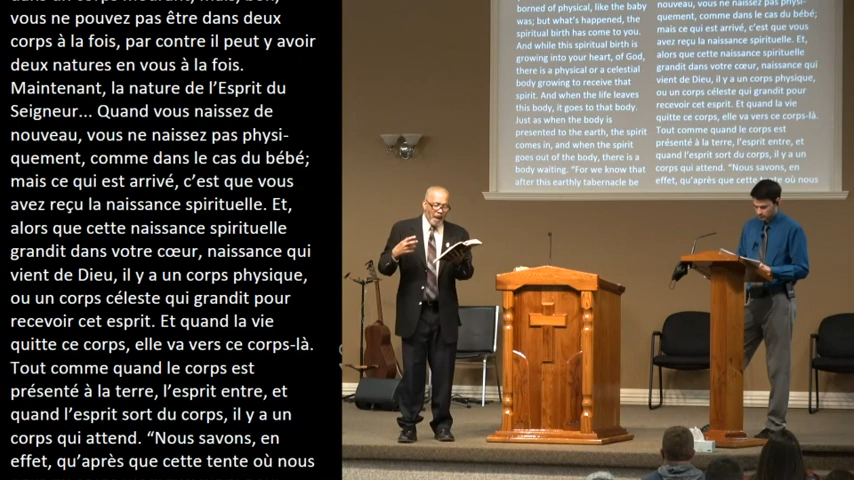 vous ne pouvez pas être dans deux
corps à la fois, par contre il peut y avoir
deux natures en vous à la fois.
Maintenant, la nature de l’Esprit du
Seigneur... Quand vous naissez de
nouveau, vous ne naissez pas physi-
quement, comme dans le cas du bébé;
mais ce qui est arrivé, c’est que vous
avez reçu la naissance spirituelle. Et,
alors que cette naissance spirituelle
grandit dans votre cœur, naissance qui
vient de Dieu, il y a un corps physique,
ou un corps céleste qui grandit pour
recevoir cet esprit. Et quand la vie
quitte ce corps, elle va vers ce corps-là.
Tout comme quand le corps est
présenté à la terre, l’esprit entre, et
quand l’esprit sort du corps, il y a un
corps qui attend. “Nous savons, en
effet, qu’après que cette tente où nous
borned of physical, like the baby
was; but what’s happened, the
spiritual birth has come to you.
And while this spiritual birth is
growing into your heart, of God,
there is a physical or a celestial
body growing to receive that
spirit. And when the life leaves
this body, it goes to that body.
Just as when the body is
presented to the earth, the spirit
comes in, and when the spirit
goes out of the body, there is a
body waiting. “For we know that
after this earthly tabernacle be
nouveau, vous ne naissez pas physi-
quement, comme dans le cas du bébé;
mais ce qui est arrivé, c’est que vous
avez reçu la naissance spirituelle. Et,
alors que cette naissance spirituelle
grandit dans votre cœur, naissance qui
vient de Dieu, il y a un corps physique,
ou un corps céleste qui grandit pour
recevoir cet esprit. Et quand la vie
quitte ce corps, elle va vers ce corps-là.
Tout comme quand le corps est
présenté à la terre, l’esprit entre, et
quand l’esprit sort du corps, il y a un
corps qui attend. “Nous savons, en
effet, qu’après que cette tente où nous